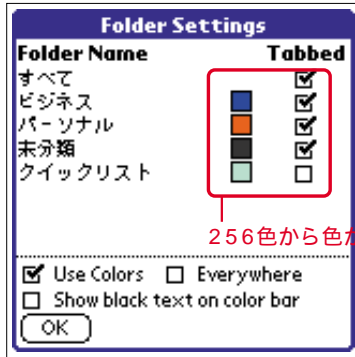 Folder Settings
Folder Name Tabbed
すべて
ビジネス
パーソナル
未分類
クイックリスト
256色から色が
Use Colors Everywhere
Show black text on color bar
OK